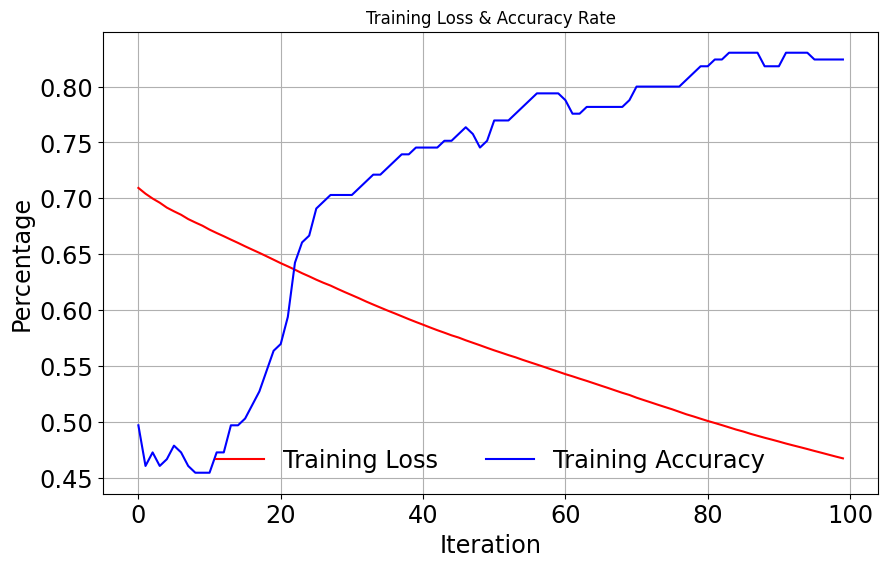 Training Loss & Accuracy Rate
Percentage
0.80
0.75
0.70
0.65
0.60
0.55
0.50
0.45
Training Loss Training Accuracy
0 20 40 60 80 100
Iteration